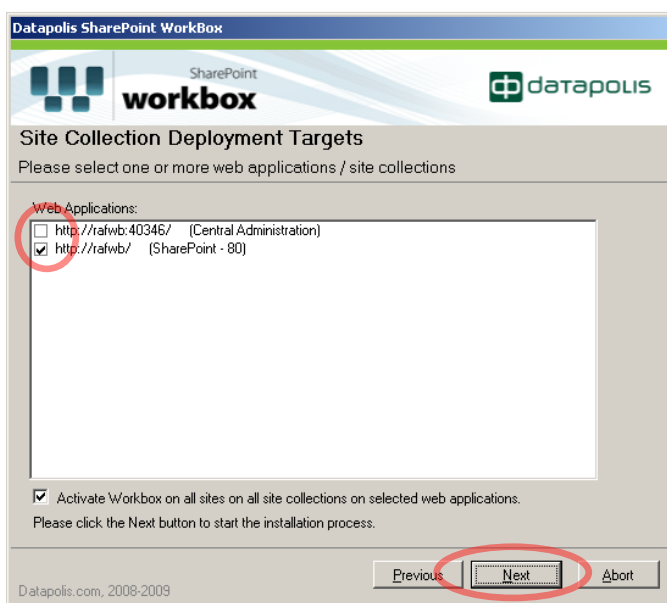 Datapolis SharePoint WorkBox
SharePoint
workbox
datapolis
Site Collection Deployment Targets
Please select one or more web applications / site collections
Web Applications:
http://rafwb:40346/ (Central Administration)
http://rafwb/ (SharePoint - 80)
Activate Workbox on all sites on all site collections on selected web applications.
Please click the Next button to start the installation process.
Previous Next Abort
Datapolis.com, 2008-2009